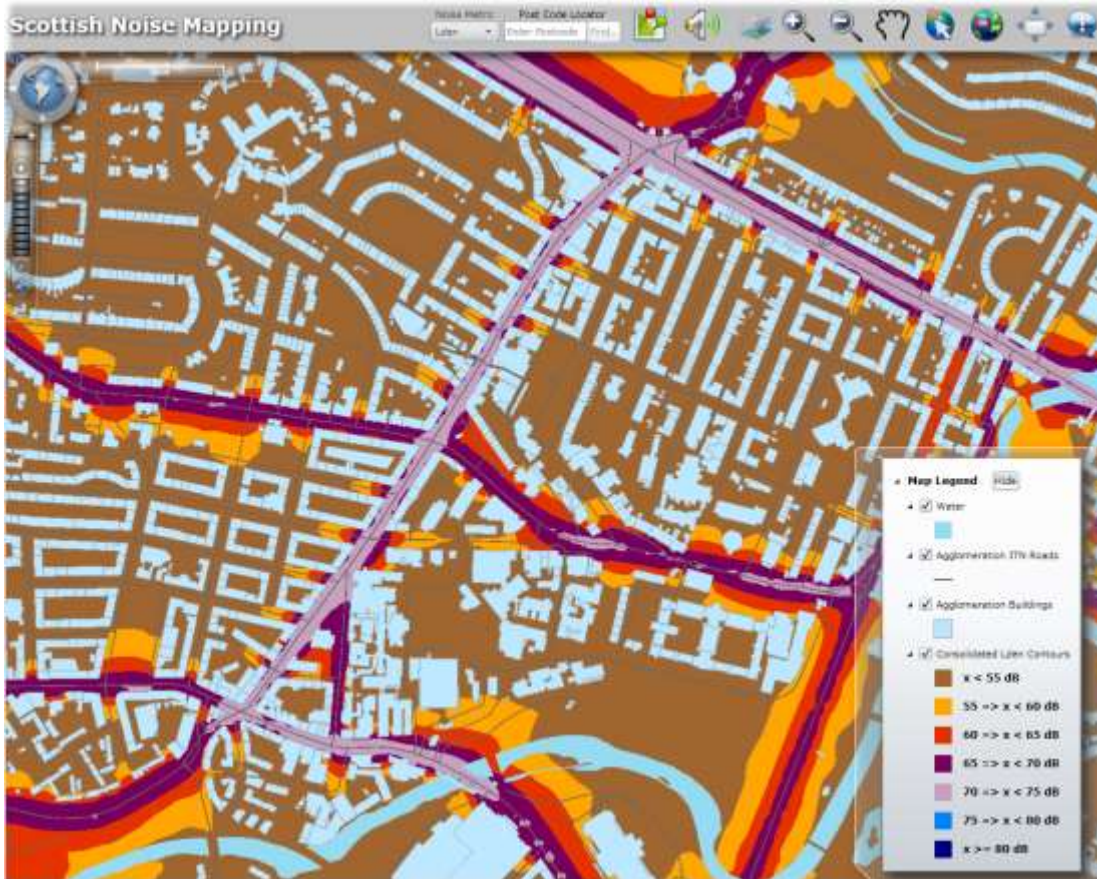 Scottish Noise Mapping
Noise Metric
Post Code Locator
Lden
Enter Postcode
Find...
Map Legend
Hide
Water
Agglomeration ITN Roads
Agglomeration Buildings
Consolidated Lden Contours
x < 55 dB
55 => x < 60 dB
60 => x < 65 dB
65 => x < 70 dB
70 => x < 75 dB
75 => x < 80 dB
x >= 80 dB